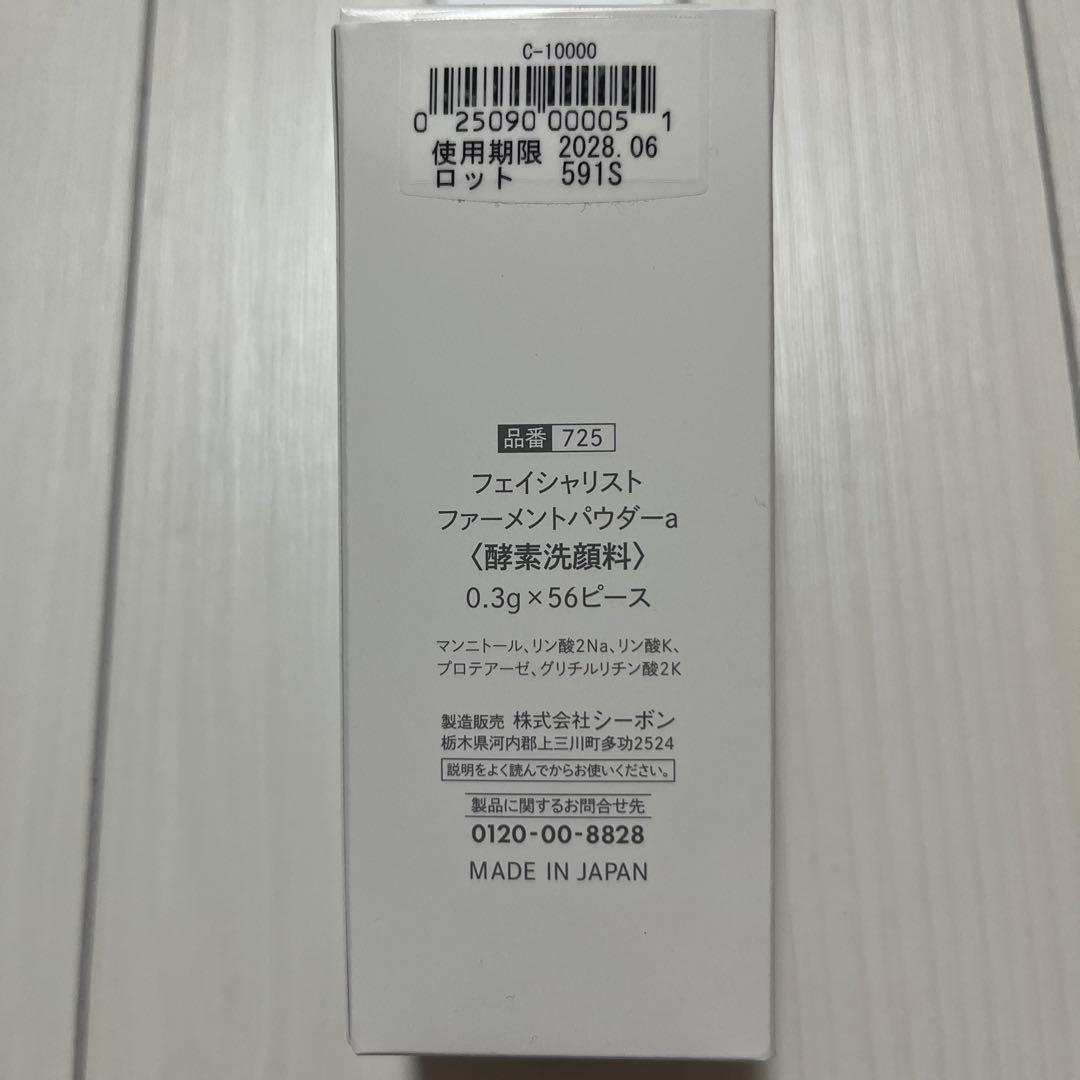 C-10000
0 25090 00005 1
使用期限 2028.06
ロット 591S
品番 725
フェイシャリスト
ファーメントパウダーa
〈酵素洗顔料〉
0.3g×56ピース
マンニトール、リン酸2Na、リン酸K、
プロテアーゼ、グリチルリチン酸2K
製造販売 株式会社シーボン
栃木県河内郡上三川町多功2524
説明をよく読んでからお使いください。
製品に関するお問合せ先
0120-00-8828
MADE IN JAPAN